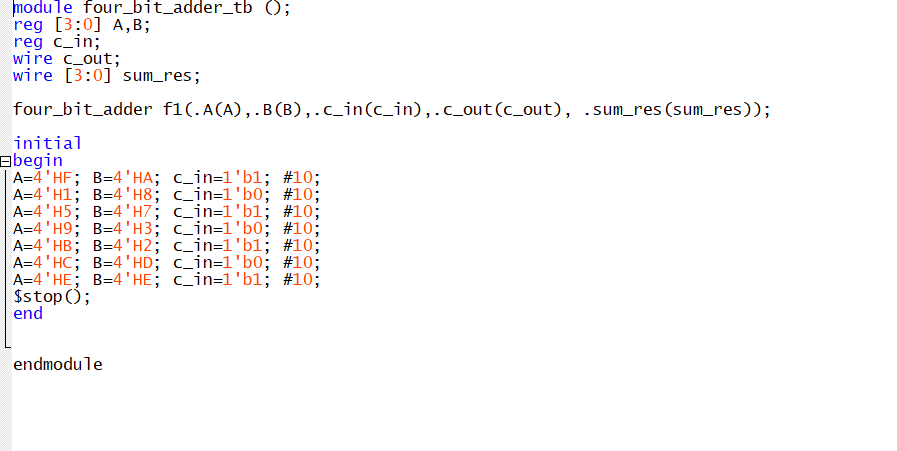 module four_bit_adder_tb ();
reg [3:0] A,B;
reg c_in;
wire c_out;
wire [3:0] sum_res;
four_bit_adder f1(.A(A),.B(B),.c_in(c_in),.c_out(c_out), .sum_res(sum_res));
initial
begin
A=4'HF; B=4'HA; c_in=1'b1; #10;
A=4'H1; B=4'H8; c_in=1'b0; #10;
A=4'H5; B=4'H7; c_in=1'b1; #10;
A=4'H9; B=4'H3; c_in=1'b0; #10;
A=4'HB; B=4'H2; c_in=1'b1; #10;
A=4'HC; B=4'HD; c_in=1'b0; #10;
A=4'HE; B=4'HE; c_in=1'b1; #10;
$stop();
end
endmodule